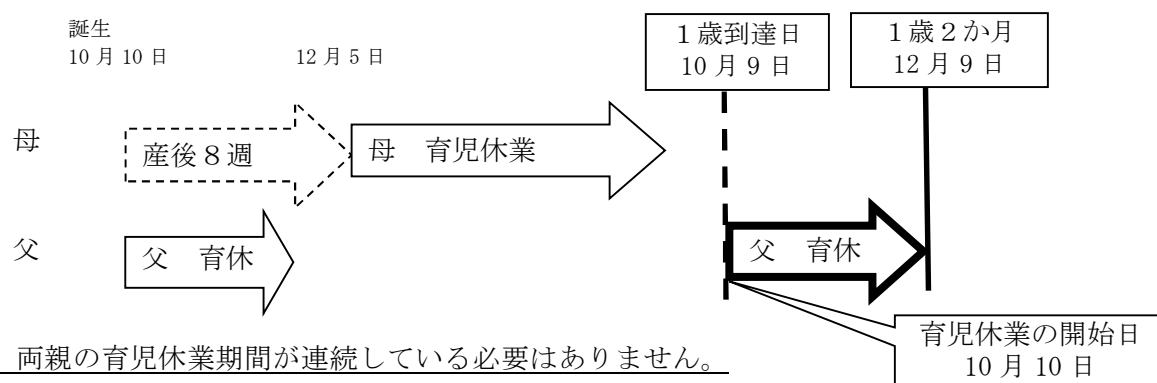 誕生
10月10日
12月5日
１歳到達日
10月9日
１歳２か月
12月9日
母
産後８週
母 育児休業
父
父 育休
父 育休
育児休業の開始日
10月10日
両親の育児休業期間が連続している必要はありません。